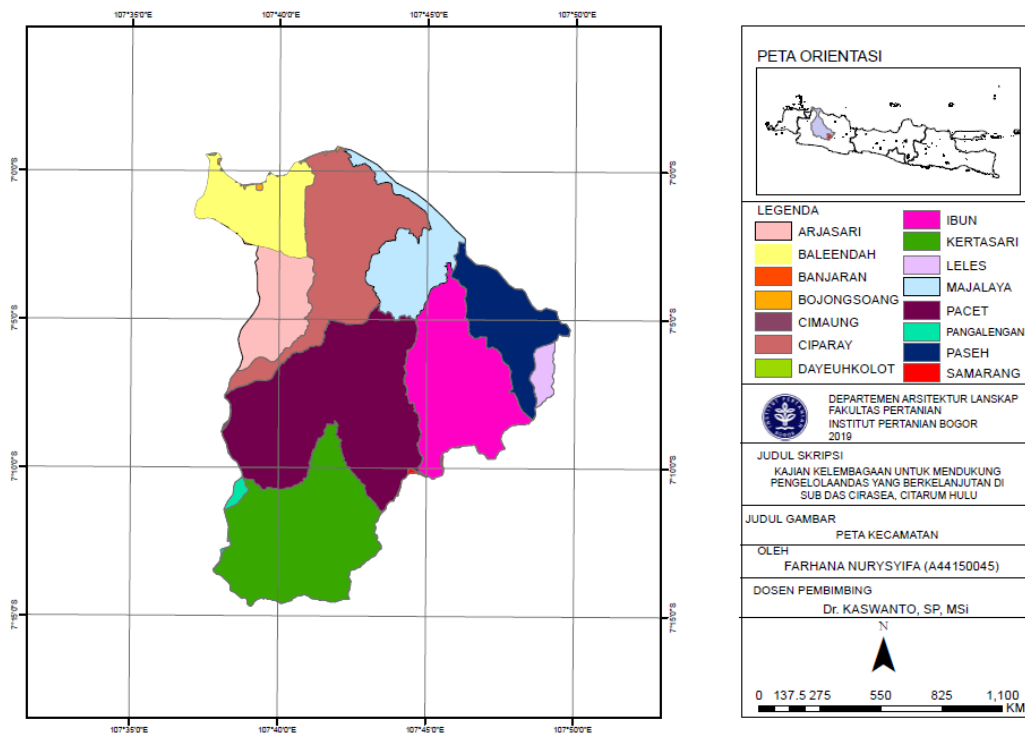 107°35'0"E
107°40'0"E
107°45'0"E
107°50'0"E
7°0'0"S
7°0'0"S
7°5'0"S
7°5'0"S
7°10'0"S
7°10'0"S
7°15'0"S
7°15'0"S
107°35'0"E
107°40'0"E
107°45'0"E
107°50'0"E
PETA ORIENTASI
LEGENDA
ARJASARI
BALEENDAH
BANJARAN
BOJONGSOANG
CIMAUNG
CIPARAY
DAYEUHKOLOT
IBUN
KERTASARI
LELES
MAJALAYA
PACET
PANGALENGAN
PASEH
SAMARANG
INSTITUT PERTANIAN
BOGOR
DEPARTEMEN ARSITEKTUR LANSKAP
FAKULTAS PERTANIAN
INSTITUT PERTANIAN BOGOR
2019
JUDUL SKRIPSI
KAJIAN KELEMBAGAAN UNTUK MENDUKUNG
PENGELOLAANDAS YANG BERKELANJUTAN DI
SUB DAS CIRASEA, CITARUM HULU
JUDUL GAMBAR
PETA KECAMATAN
OLEH
FARHANA NURYSYIFA (A44150045)
DOSEN PEMBIMBING
Dr. KASWANTO, SP, MSi
N
0 137.5 275 550 825 1,100
KM